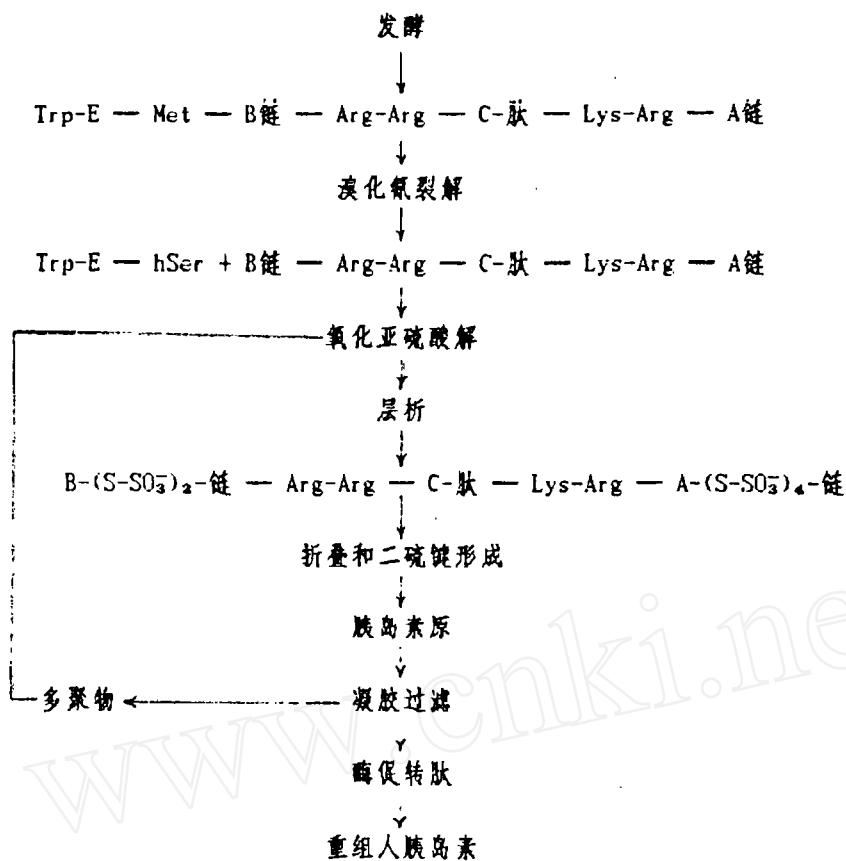 发酵
Trp-E — Met — B链 — Arg-Arg — C-肽 — Lys-Arg — A链
溴化氰裂解
Trp-E — hSer + B链 — Arg-Arg — C-肽 — Lys-Arg — A链
氧化亚硫酸解
层析
B-(S-SO₃⁻)₂-链 — Arg-Arg — C-肽 — Lys-Arg — A-(S-SO₃⁻)₄-链
折叠和二硫键形成
胰岛素原
多聚物 凝胶过滤
酶促转肽
重组人胰岛素
www.cnki.ne